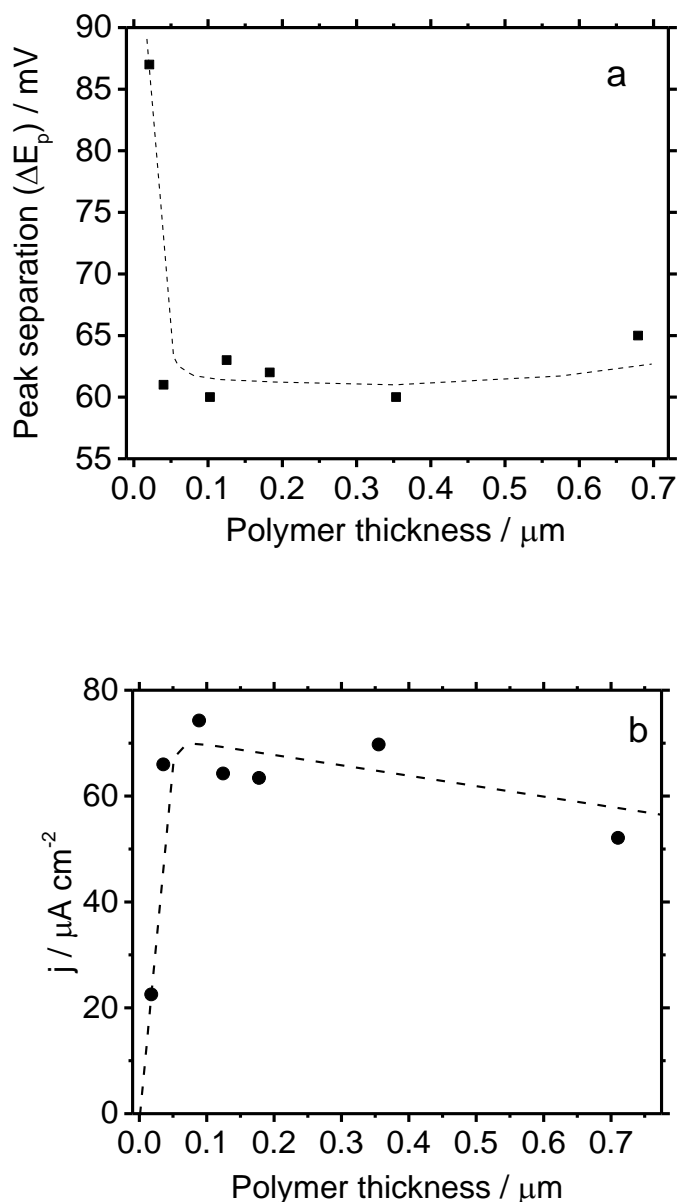 90
85
80
75
70
65
60
55
Peak separation (ΔE_p) / mV
a
0.0 0.1 0.2 0.3 0.4 0.5 0.6 0.7
Polymer thickness / μm
80
60
40
20
0
j / μA cm⁻²
b
0.0 0.1 0.2 0.3 0.4 0.5 0.6 0.7
Polymer thickness / μm